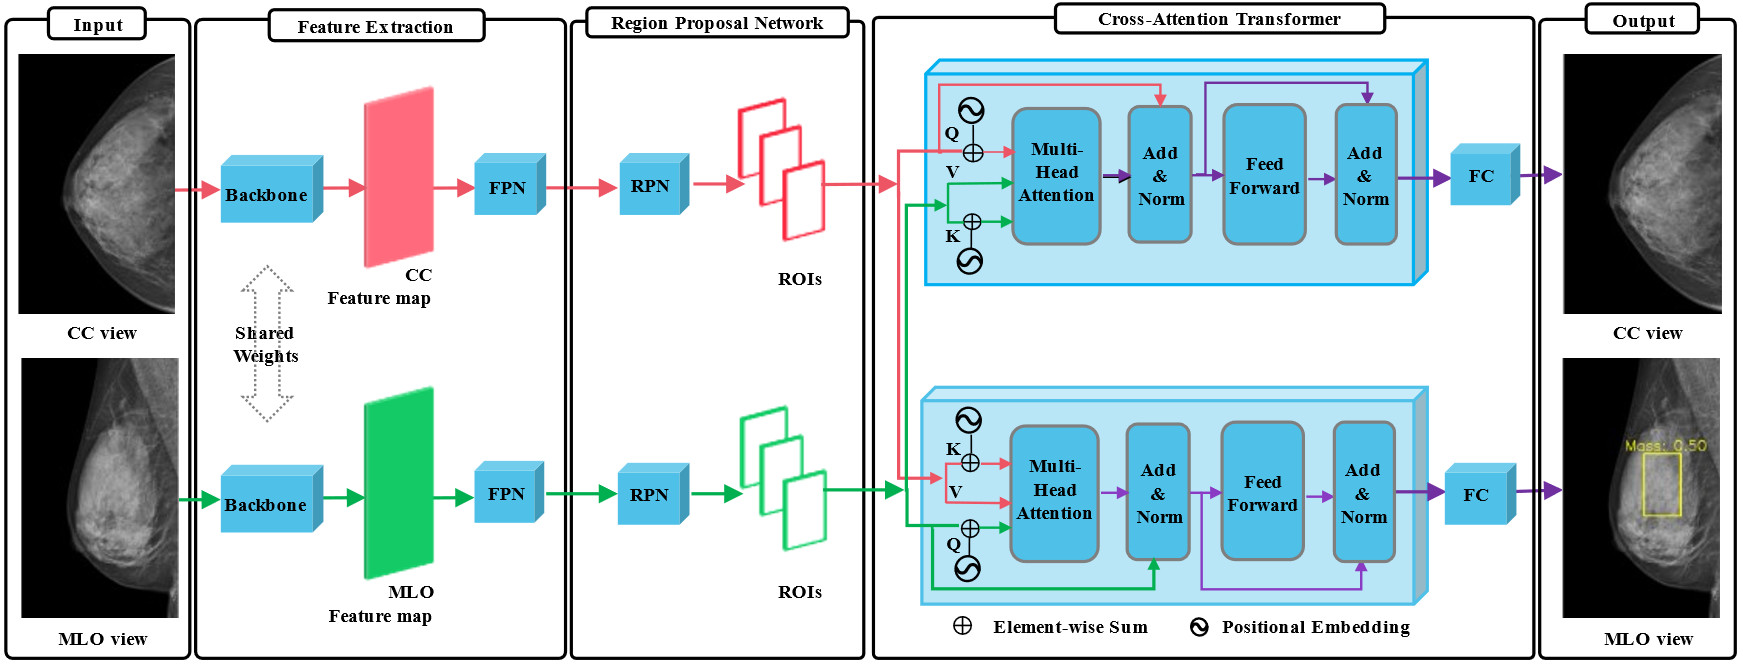 Input
Feature Extraction
Region Proposal Network
Cross-Attention Transformer
Output
CC view
MLO view
Backbone
CC
Feature map
FPN
Shared
Weights
Backbone
MLO
Feature map
FPN
RPN
ROIs
RPN
ROIs
Q
V
K
Multi-
Head
Attention
Add
&
Norm
Feed
Forward
Add
&
Norm
FC
K
V
Q
Multi-
Head
Attention
Add
&
Norm
Feed
Forward
Add
&
Norm
FC
Element-wise Sum
Positional Embedding
CC view
Mass: 0.50
MLO view